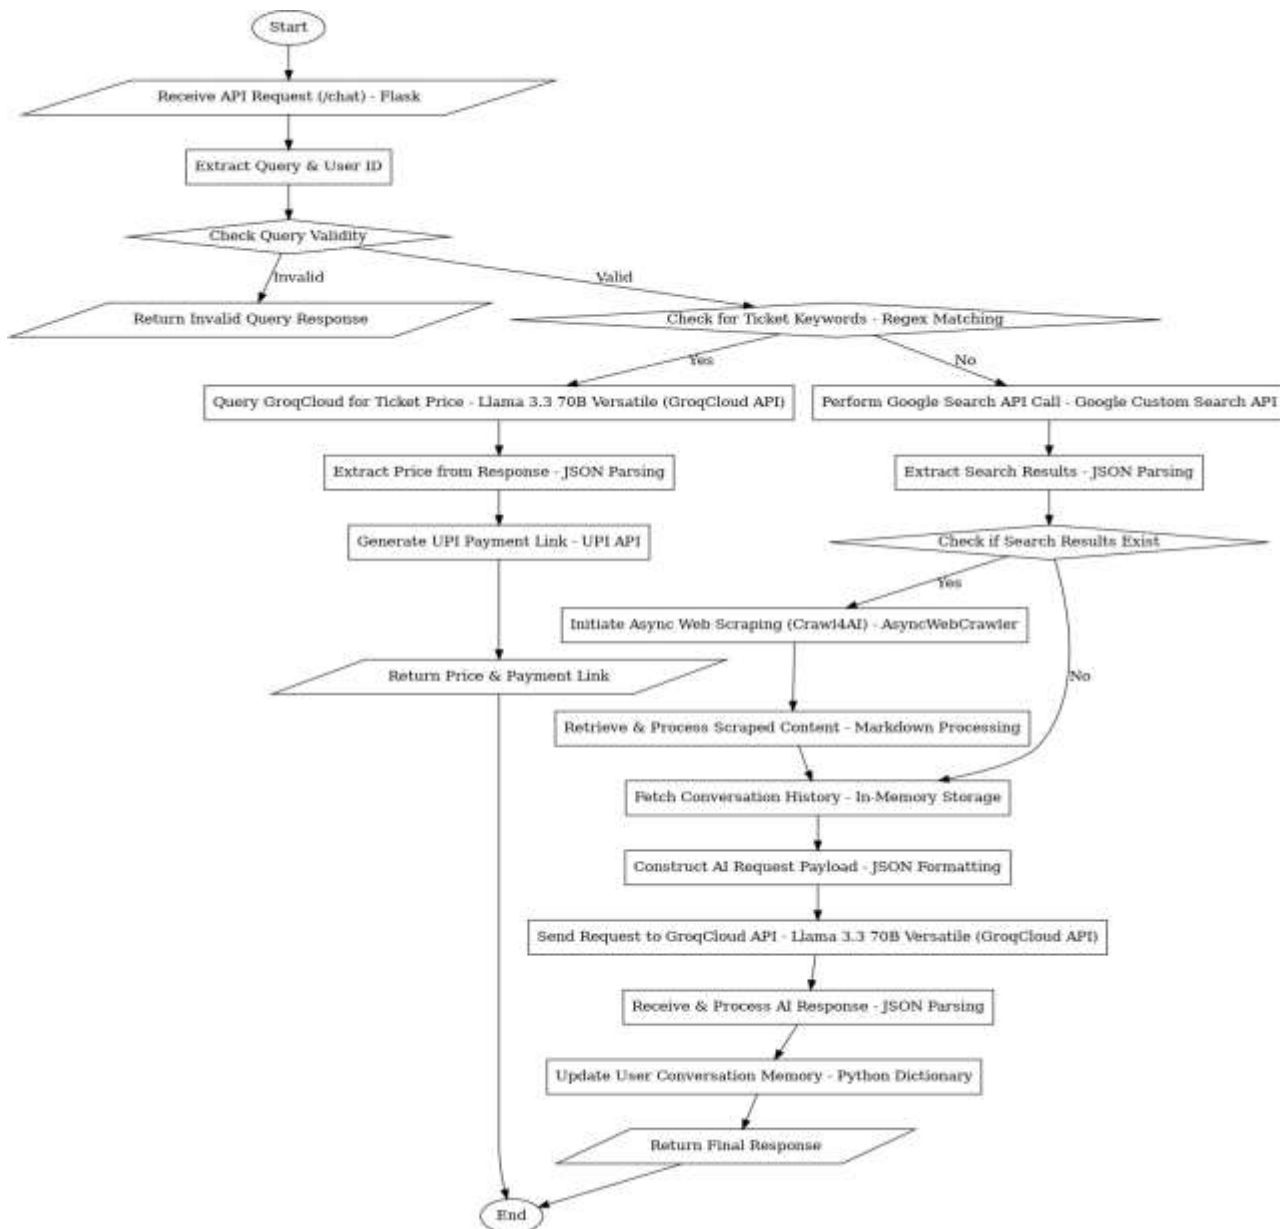 Start
Receive API Request (/chat) - Flask
Extract Query & User ID
Check Query Validity
Invalid
Valid
Return Invalid Query Response
Check for Ticket Keywords - Regex Matching
Yes
No
Query GroqCloud for Ticket Price - Llama 3.3 70B Versatile (GroqCloud API)
Perform Google Search API Call - Google Custom Search API
Extract Price from Response - JSON Parsing
Extract Search Results - JSON Parsing
Generate UPI Payment Link - UPI API
Check if Search Results Exist
Yes
Initiate Async Web Scraping (Crawl4AI) - AsyncWebCrawler
Return Price & Payment Link
No
Retrieve & Process Scraped Content - Markdown Processing
Fetch Conversation History - In-Memory Storage
Construct AI Request Payload - JSON Formatting
Send Request to GroqCloud API - Llama 3.3 70B Versatile (GroqCloud API)
Receive & Process AI Response - JSON Parsing
Update User Conversation Memory - Python Dictionary
Return Final Response
End